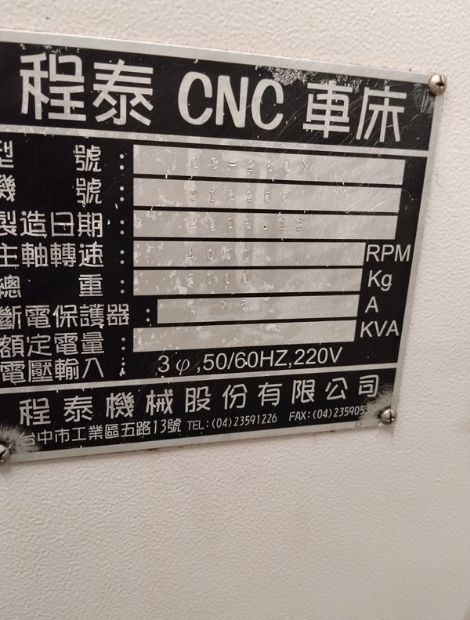 程泰 CNC 車床
型號：
機號：
製造日期：
主軸轉速：4000 RPM
總重： Kg
斷電保護器： A
額定電量： KVA
電壓輸入：3φ,50/60HZ,220V
程泰機械股份有限公司
台中市工業區五路13號 TEL:(04)23591226 FAX:(04)